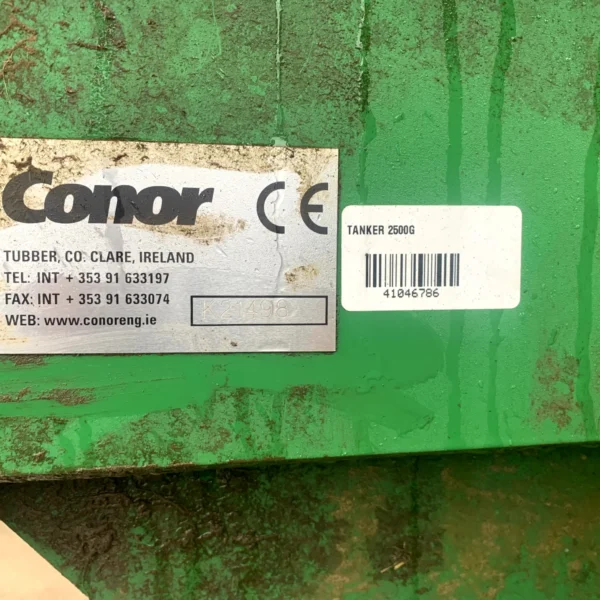 Conor CE
TUBBER, CO. CLARE, IRELAND
TEL: INT + 353 91 633197
FAX: INT + 353 91 633074
WEB: www.conoreng.ie
TANKER 2500G
41046786